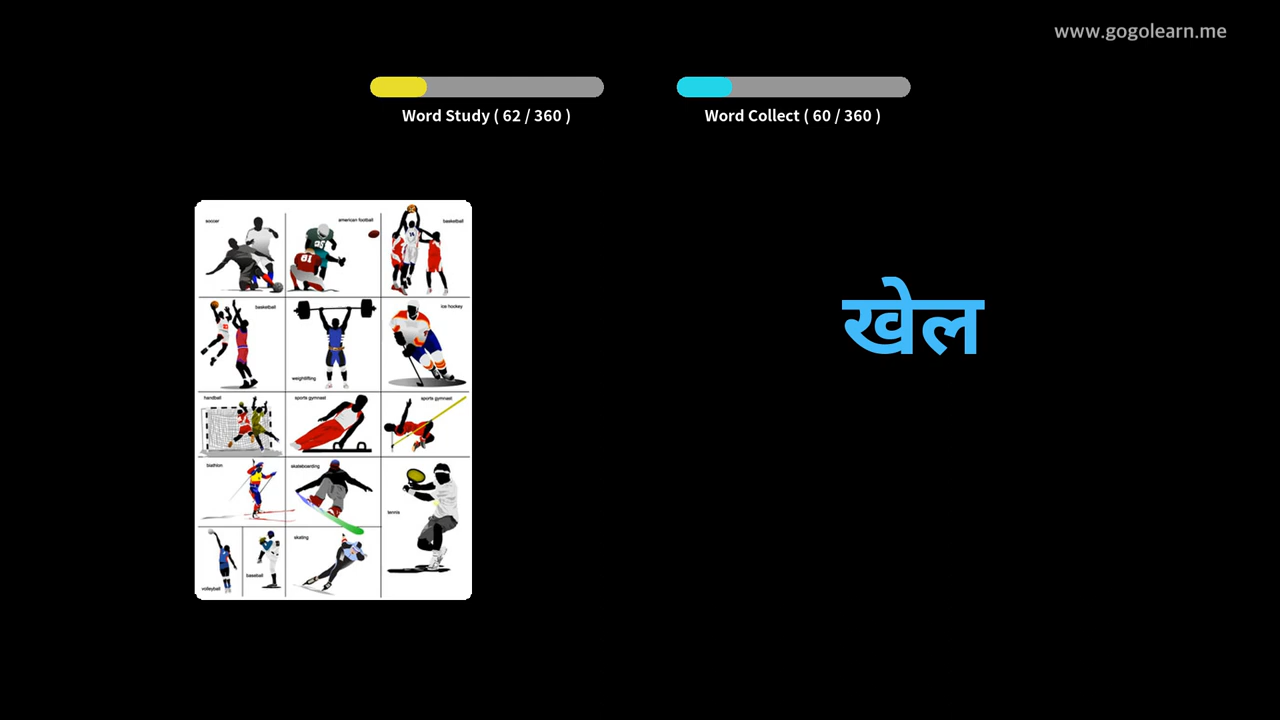 www.gogolearn.me
Word Study ( 62 / 360 )
Word Collect ( 60 / 360 )
soccer
american football
basketball
basketball
weightlifting
ice hockey
handball
sports gymnast
sports gymnast
biathlon
skateboarding
tennis
volleyball
baseball
skating
खेल